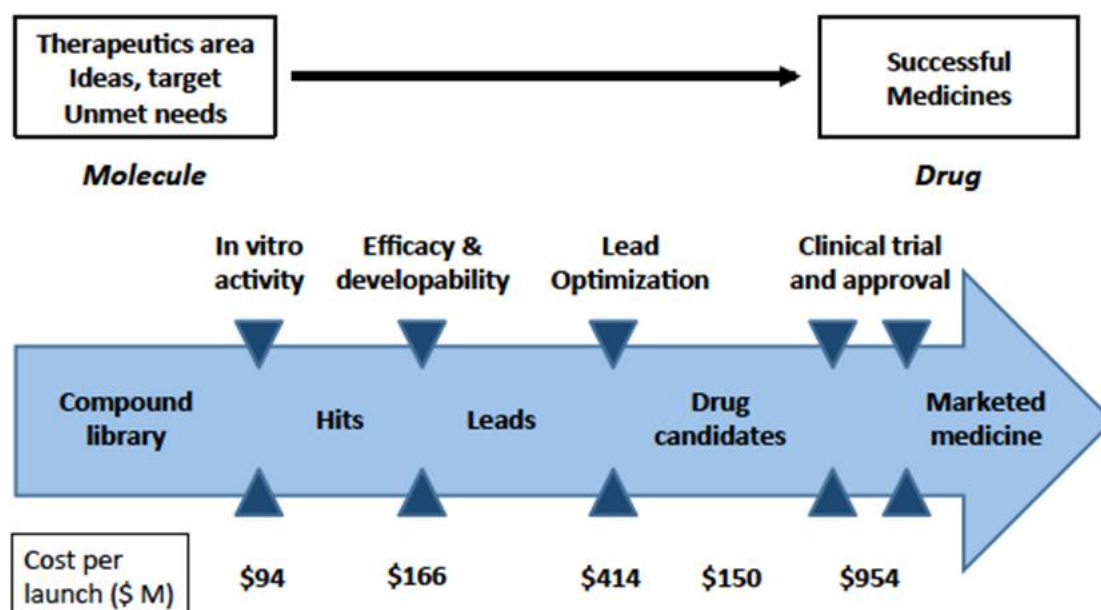 Therapeutics area
Ideas, target
Unmet needs
Successful
Medicines
Molecule
Drug
In vitro
activity
Efficacy &
developability
Lead
Optimization
Clinical trial
and approval
Compound
library
Hits
Leads
Drug
candidates
Marketed
medicine
Cost per
launch ($ M)
$94
$166
$414
$150
$954